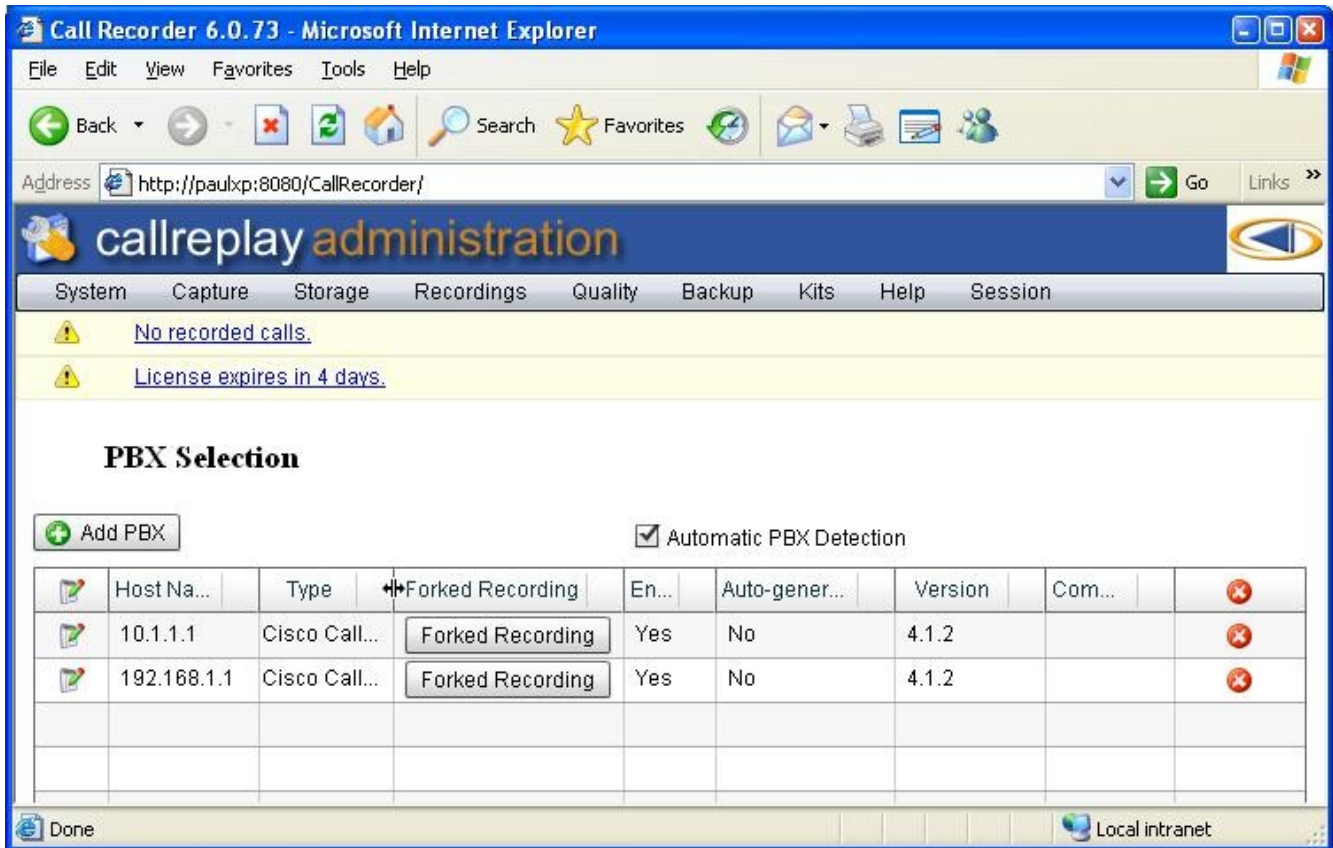 Call Recorder 6.0.73 - Microsoft Internet Explorer
File Edit View Favorites Tools Help
Back Search Favorites
Address http://paulxp:8080/CallRecorder/ Go Links »
callreplay administration
System Capture Storage Recordings Quality Backup Kits Help Session
No recorded calls.
License expires in 4 days.
PBX Selection
Add PBX Automatic PBX Detection
Host Na... Type Forked Recording En... Auto-gener... Version Com...
10.1.1.1 Cisco Call... Forked Recording Yes No 4.1.2
192.168.1.1 Cisco Call... Forked Recording Yes No 4.1.2
Done Local intranet